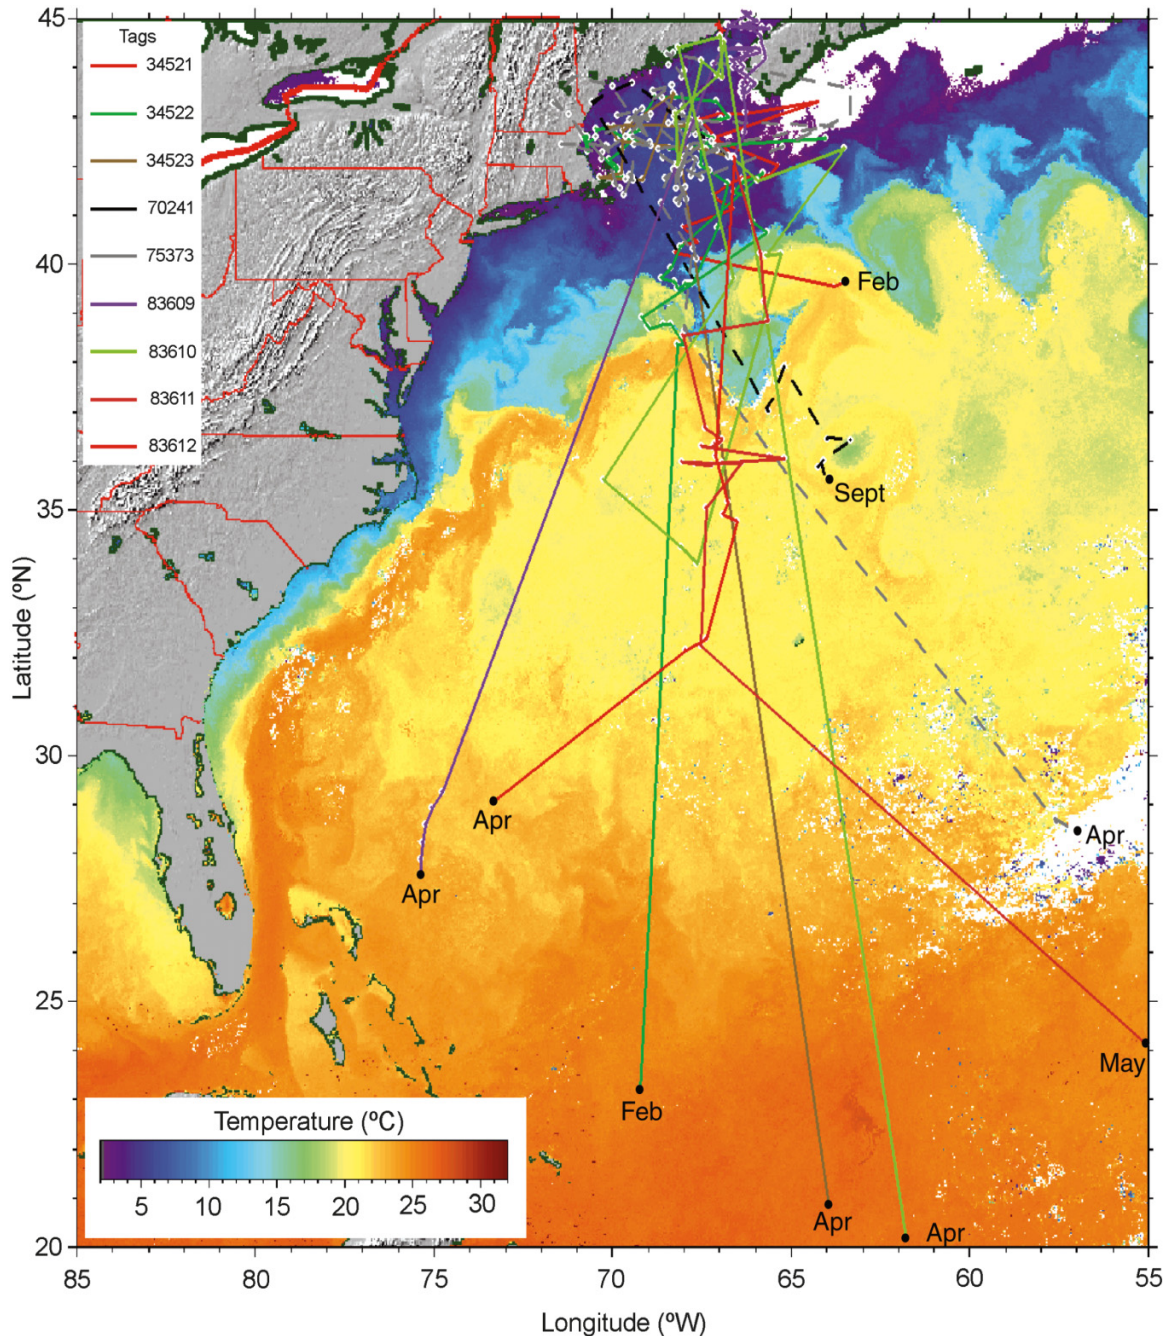 45
Tags
34521
34522
34523
70241
75373
83609
83610
83611
83612
40
Feb
Sept
35
Latitude (ºN)
30
Apr
Apr
Apr
25
May
Feb
Temperature (ºC)
5 10 15 20 25 30
Apr
Apr
20
85 80 75 70 65 60 55
Longitude (ºW)